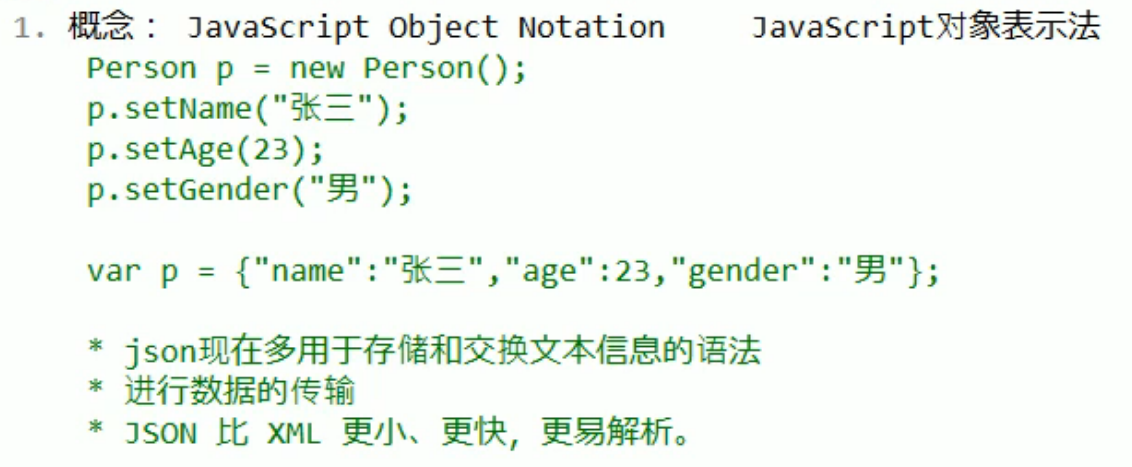 1. 概念： JavaScript Object Notation JavaScript对象表示法
Person p = new Person();
p.setName("张三");
p.setAge(23);
p.setGender("男");
var p = {"name":"张三","age":23,"gender":"男"};
* json现在多用于存储和交换文本信息的语法
* 进行数据的传输
* JSON 比 XML 更小、更快，更易解析。